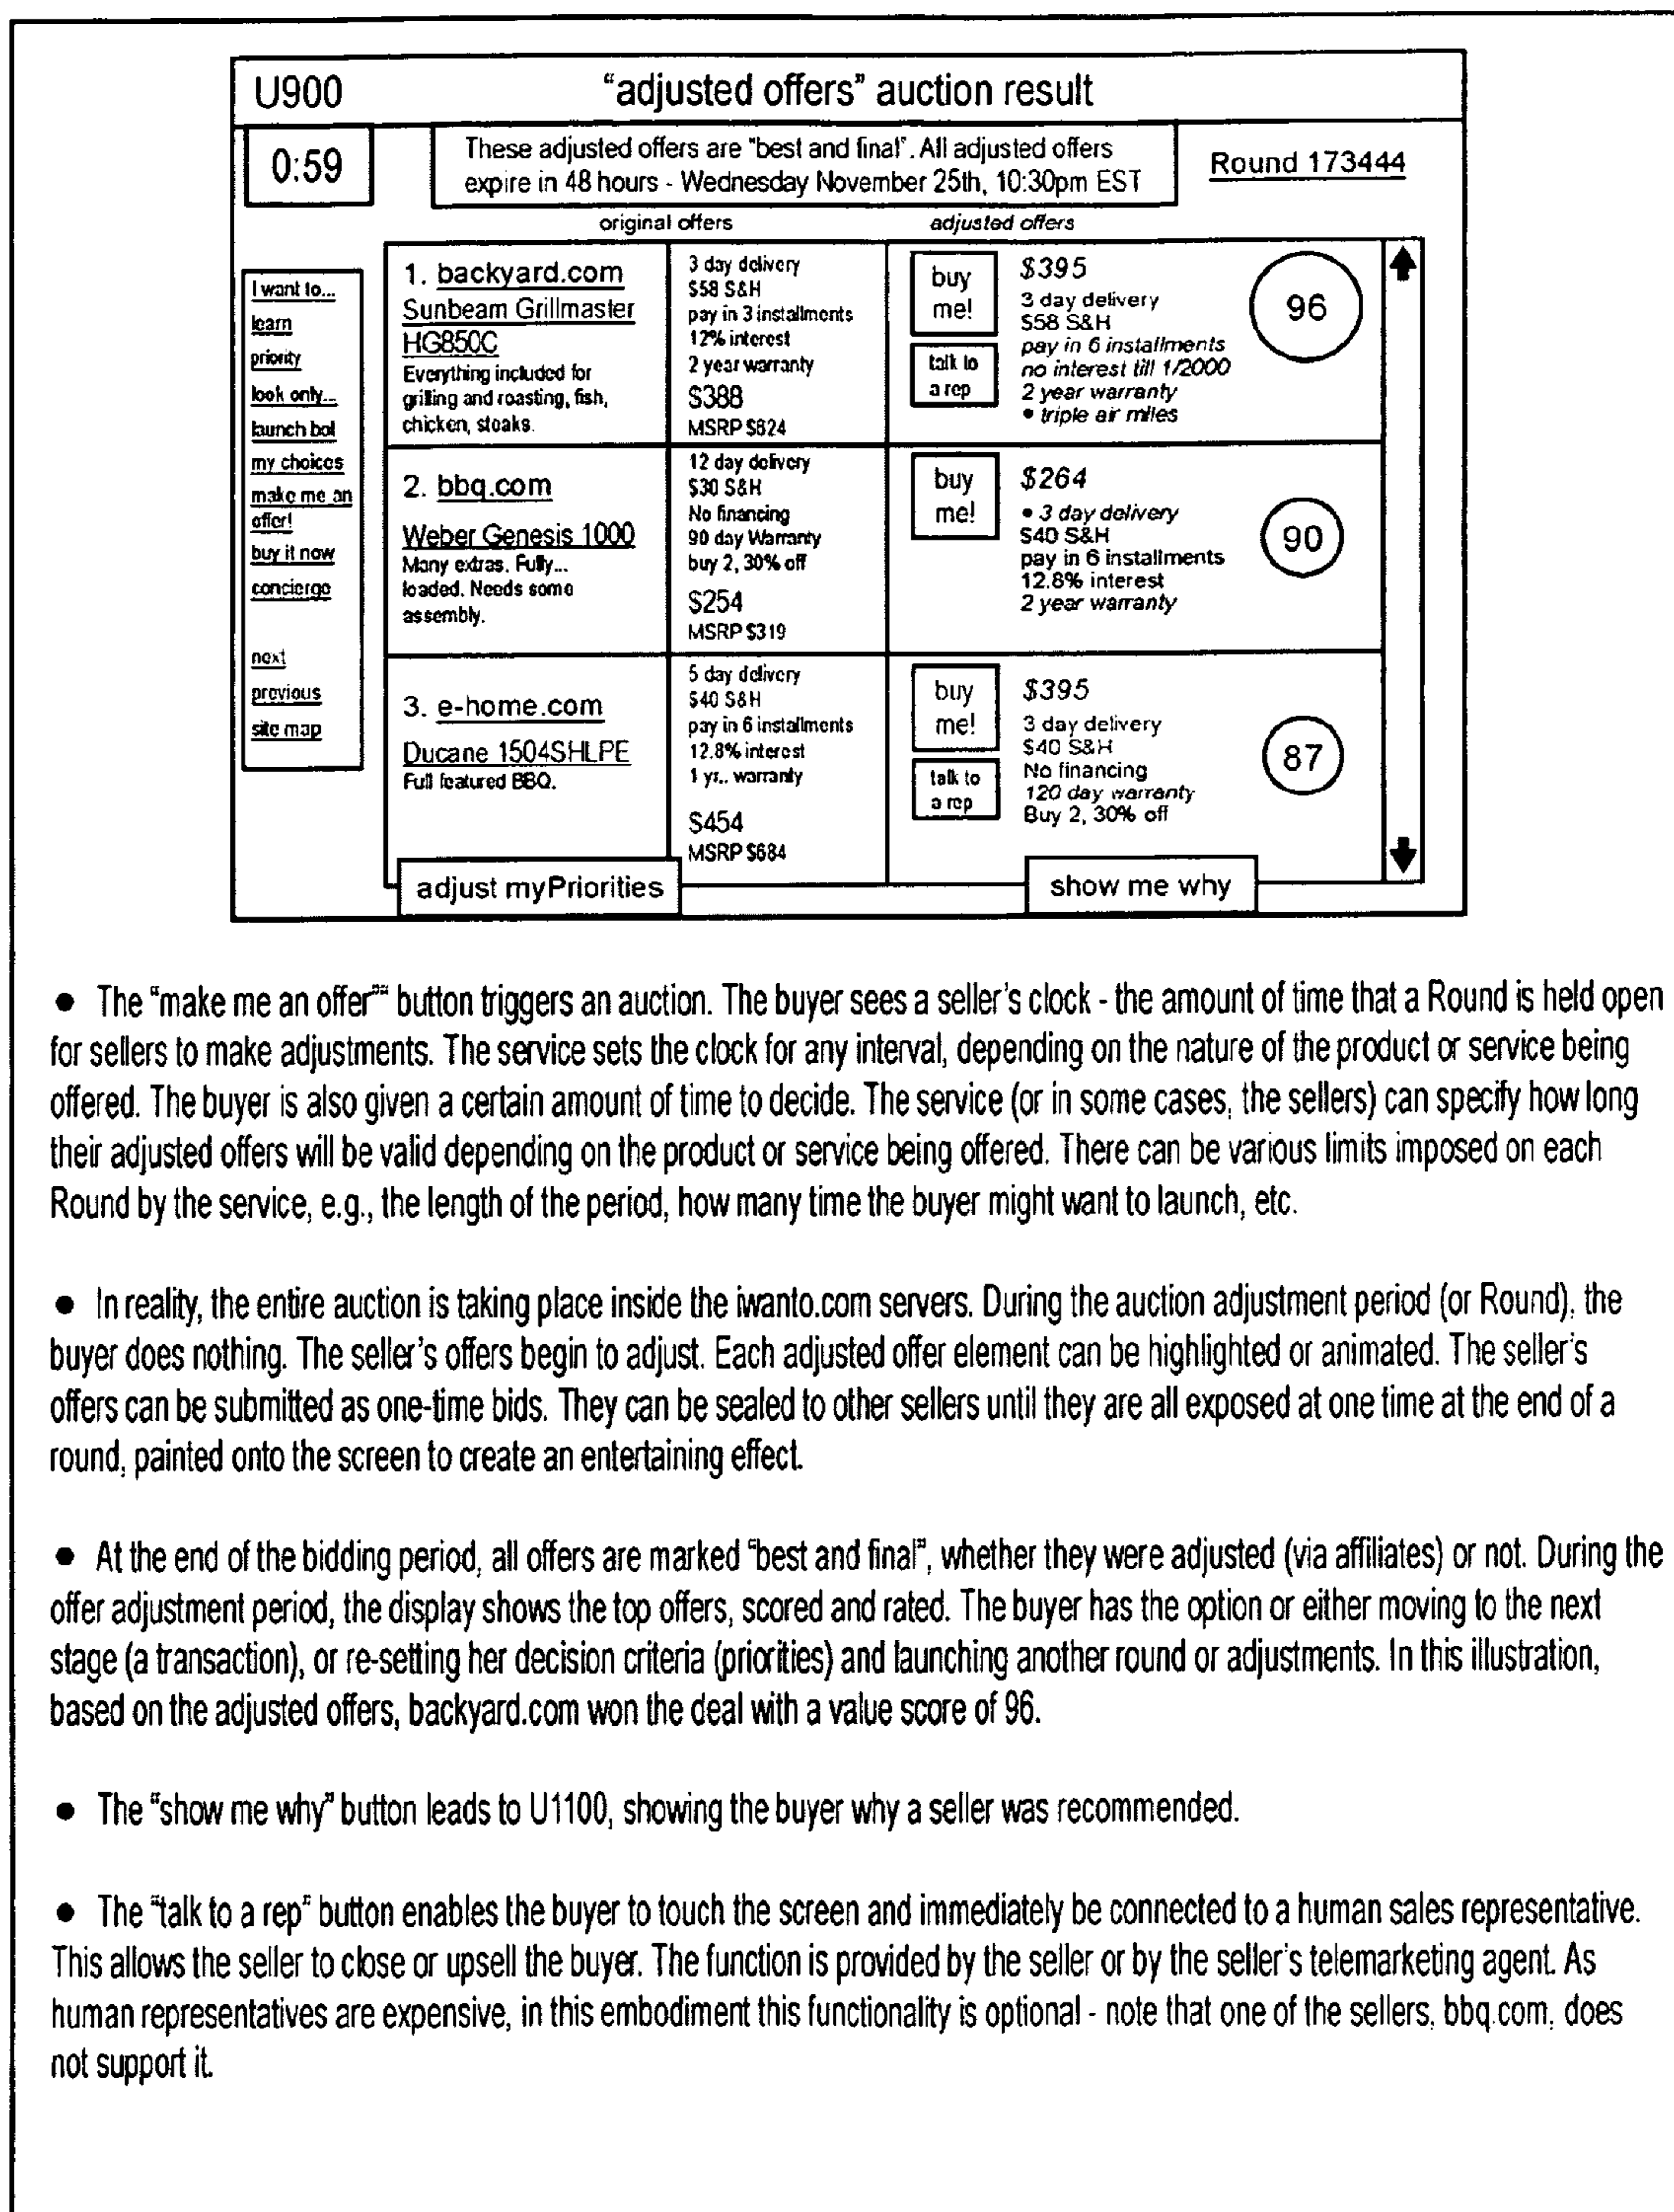 U900
“adjusted offers” auction result
0:59
These adjusted offers are “best and final”. All adjusted offers
expire in 48 hours - Wednesday November 25th, 10:30pm EST
Round 173444
original offers
adjusted offers
I want to...
learn
priority
look only...
launch bot
my choices
make me an
offer!
buy it now
concierge
next
previous
site map
1. backyard.com
Sunbeam Grillmaster
HG850C
Everything included for
grilling and roasting, fish,
chicken, steaks.
3 day delivery
$58 S&H
pay in 3 installments
12% interest
2 year warranty
$388
MSRP $624
buy
me!
talk to
a rep
$395
3 day delivery
$58 S&H
pay in 6 installments
no interest till 1/2000
2 year warranty
• triple air miles
96
2. bbq.com
Weber Genesis 1000
Many extras. Fully...
loaded. Needs some
assembly.
12 day delivery
$30 S&H
No financing
90 day Warranty
buy 2, 30% off
$254
MSRP $319
buy
me!
$264
• 3 day delivery
$40 S&H
pay in 6 installments
12.8% interest
2 year warranty
90
3. e-home.com
Ducane 1504SHLPE
Full featured BBQ.
5 day delivery
$40 S&H
pay in 6 installments
12.8% interest
1 yr.. warranty
$454
MSRP $684
buy
me!
talk to
a rep
$395
3 day delivery
$40 S&H
No financing
120 day warranty
Buy 2, 30% off
87
adjust myPriorities
show me why
• The “make me an offer”“ button triggers an auction. The buyer sees a seller's clock - the amount of time that a Round is held open
for sellers to make adjustments. The service sets the clock for any interval, depending on the nature of the product or service being
offered. The buyer is also given a certain amount of time to decide. The service (or in some cases, the sellers) can specify how long
their adjusted offers will be valid depending on the product or service being offered. There can be various limits imposed on each
Round by the service, e.g., the length of the period, how many time the buyer might want to launch, etc.
• In reality, the entire auction is taking place inside the iwanto.com servers. During the auction adjustment period (or Round), the
buyer does nothing. The seller's offers begin to adjust. Each adjusted offer element can be highlighted or animated. The seller's
offers can be submitted as one-time bids. They can be sealed to other sellers until they are all exposed at one time at the end of a
round, painted onto the screen to create an entertaining effect.
• At the end of the bidding period, all offers are marked “best and final”, whether they were adjusted (via affiliates) or not. During the
offer adjustment period, the display shows the top offers, scored and rated. The buyer has the option or either moving to the next
stage (a transaction), or re-setting her decision criteria (priorities) and launching another round or adjustments. In this illustration,
based on the adjusted offers, backyard.com won the deal with a value score of 96.
• The “show me why” button leads to U1100, showing the buyer why a seller was recommended.
• The “talk to a rep” button enables the buyer to touch the screen and immediately be connected to a human sales representative.
This allows the seller to close or upsell the buyer. The function is provided by the seller or by the seller's telemarketing agent. As
human representatives are expensive, in this embodiment this functionality is optional - note that one of the sellers, bbq.com, does
not support it.